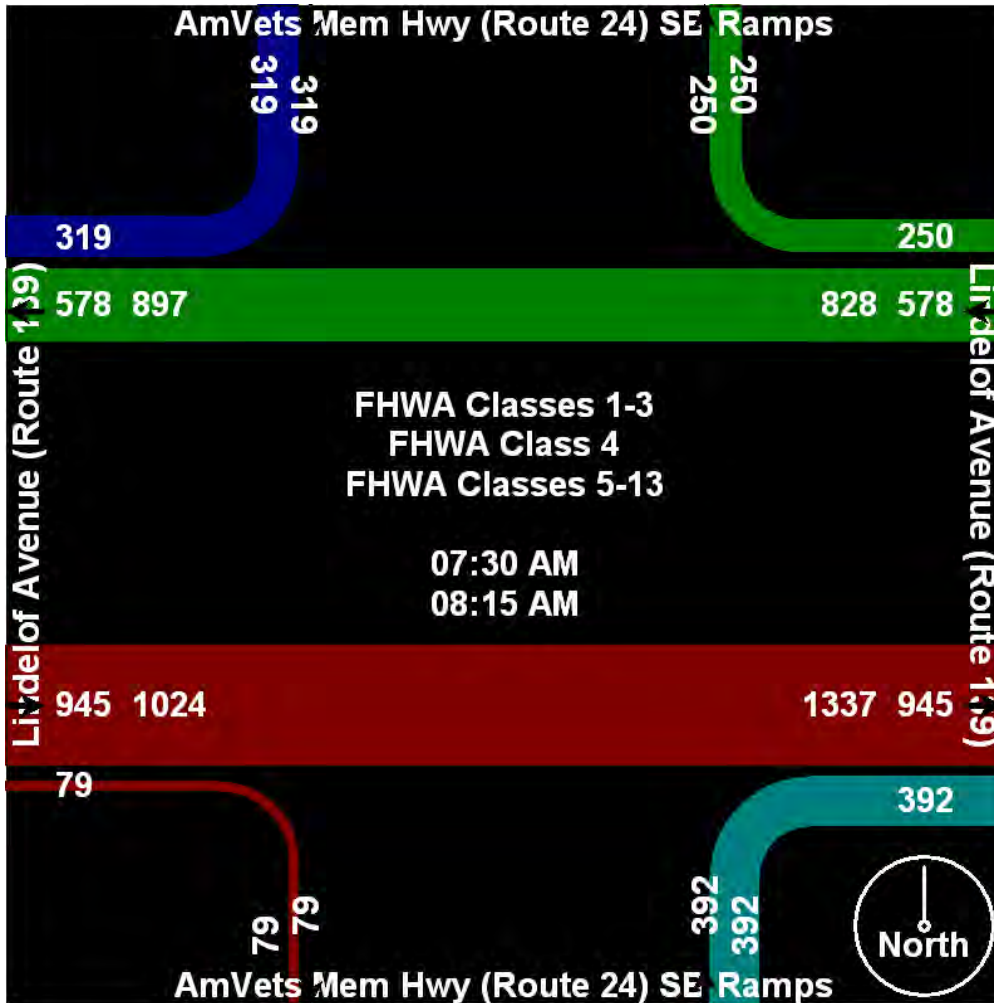 AmVets Mem Hwy (Route 24) SE Ramps
319
319
250
250
319
250
578 897
828 578
Lindelof Avenue (Route 139)
Lindelof Avenue (Route 139)
FHWA Classes 1-3
FHWA Class 4
FHWA Classes 5-13
07:30 AM
08:15 AM
945 1024
1337 945
79
392
79
79
392
392
North
AmVets Mem Hwy (Route 24) SE Ramps